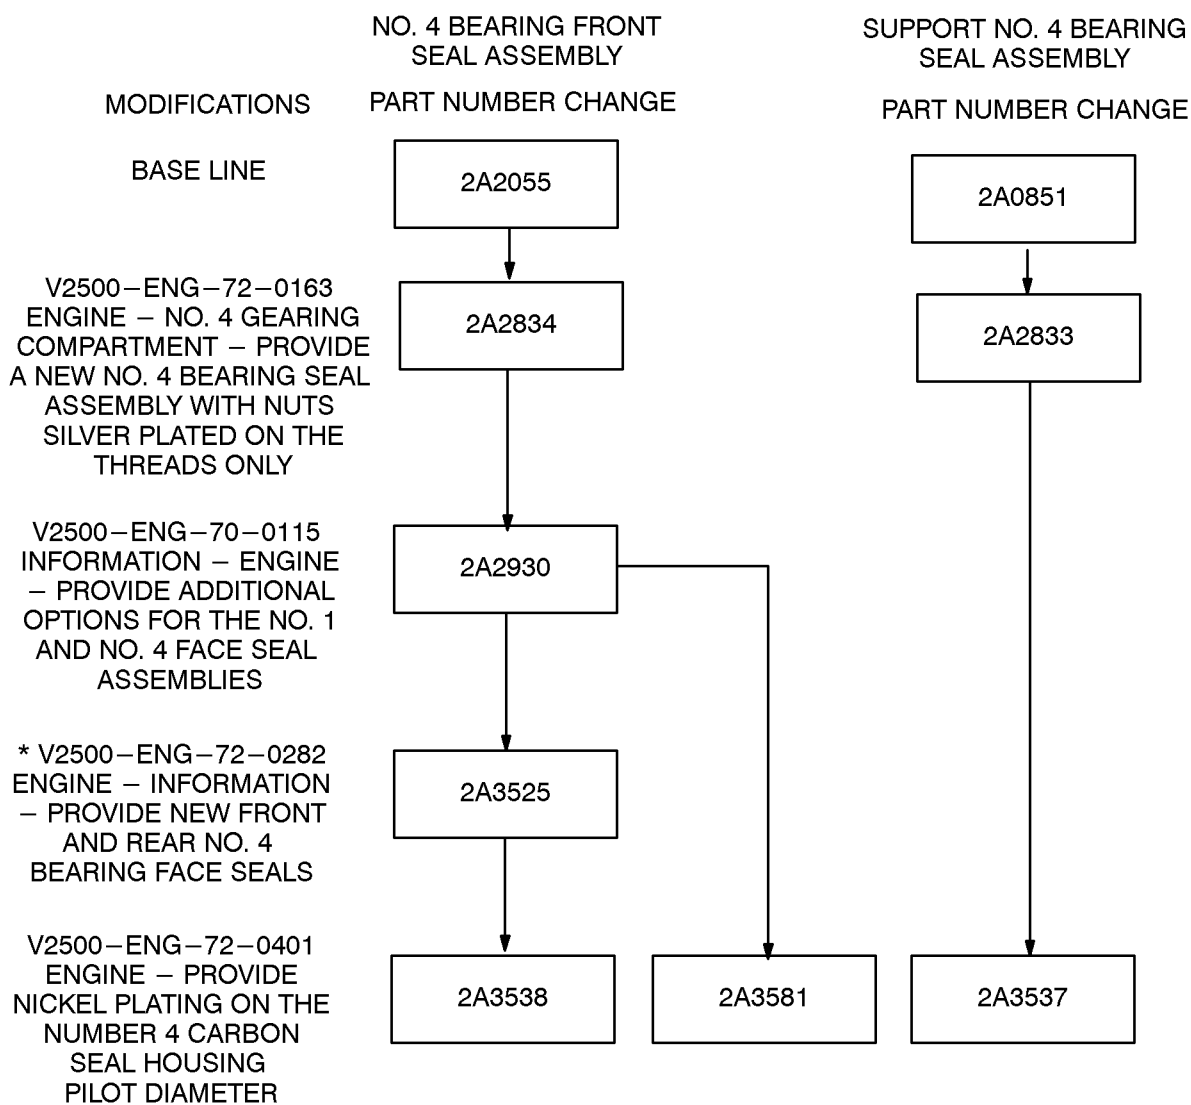 NO. 4 BEARING FRONT
SEAL ASSEMBLY
SUPPORT NO. 4 BEARING
SEAL ASSEMBLY
MODIFICATIONS
PART NUMBER CHANGE
PART NUMBER CHANGE
BASE LINE
2A2055
2A0851
V2500−ENG−72−0163
ENGINE − NO. 4 GEARING
COMPARTMENT − PROVIDE
A NEW NO. 4 BEARING SEAL
ASSEMBLY WITH NUTS
SILVER PLATED ON THE
THREADS ONLY
2A2834
2A2833
V2500−ENG−70−0115
INFORMATION − ENGINE
− PROVIDE ADDITIONAL
OPTIONS FOR THE NO. 1
AND NO. 4 FACE SEAL
ASSEMBLIES
2A2930
* V2500−ENG−72−0282
ENGINE − INFORMATION
− PROVIDE NEW FRONT
AND REAR NO. 4
BEARING FACE SEALS
2A3525
V2500−ENG−72−0401
ENGINE − PROVIDE
NICKEL PLATING ON THE
NUMBER 4 CARBON
SEAL HOUSING
PILOT DIAMETER
2A3538
2A3581
2A3537